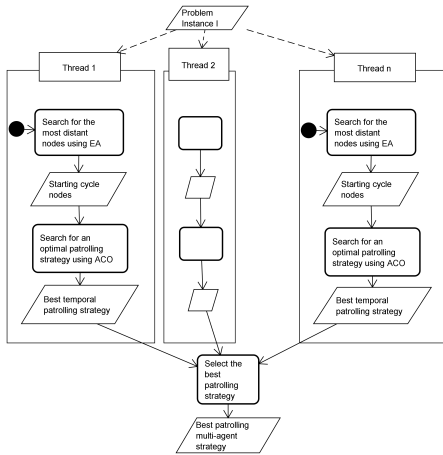 Problem
Instance I
Thread 1
Thread 2
Thread n
Search for the
most distant
nodes using EA
Starting cycle
nodes
Search for an
optimal patrolling
strategy using ACO
Best temporal
patrolling strategy
Search for the
most distant
nodes using EA
Starting cycle
nodes
Search for an
optimal patrolling
strategy using ACO
Best temporal
patrolling strategy
Select the
best
patrolling
strategy
Best patrolling
multi-agent
strategy